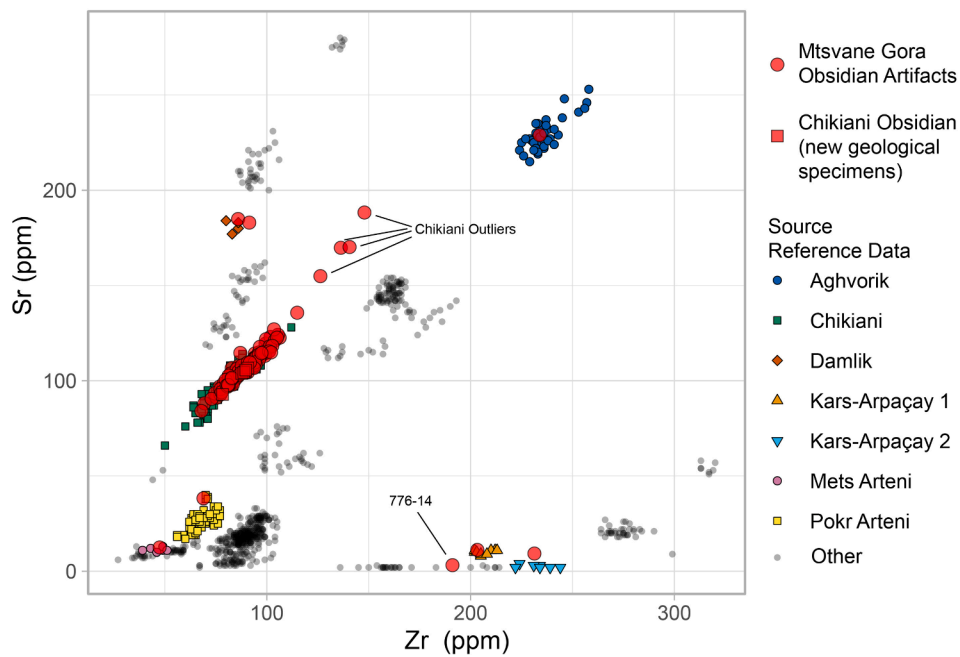 Sr (ppm)
200
100
0
100
200
300
Zr (ppm)
Chikiani Outliers
776-14
Mtsvane Gora
Obsidian Artifacts
Chikiani Obsidian
(new geological
specimens)
Source
Reference Data
Aghvorik
Chikiani
Damlik
Kars-Arpaçay 1
Kars-Arpaçay 2
Mets Arteni
Pokr Arteni
Other